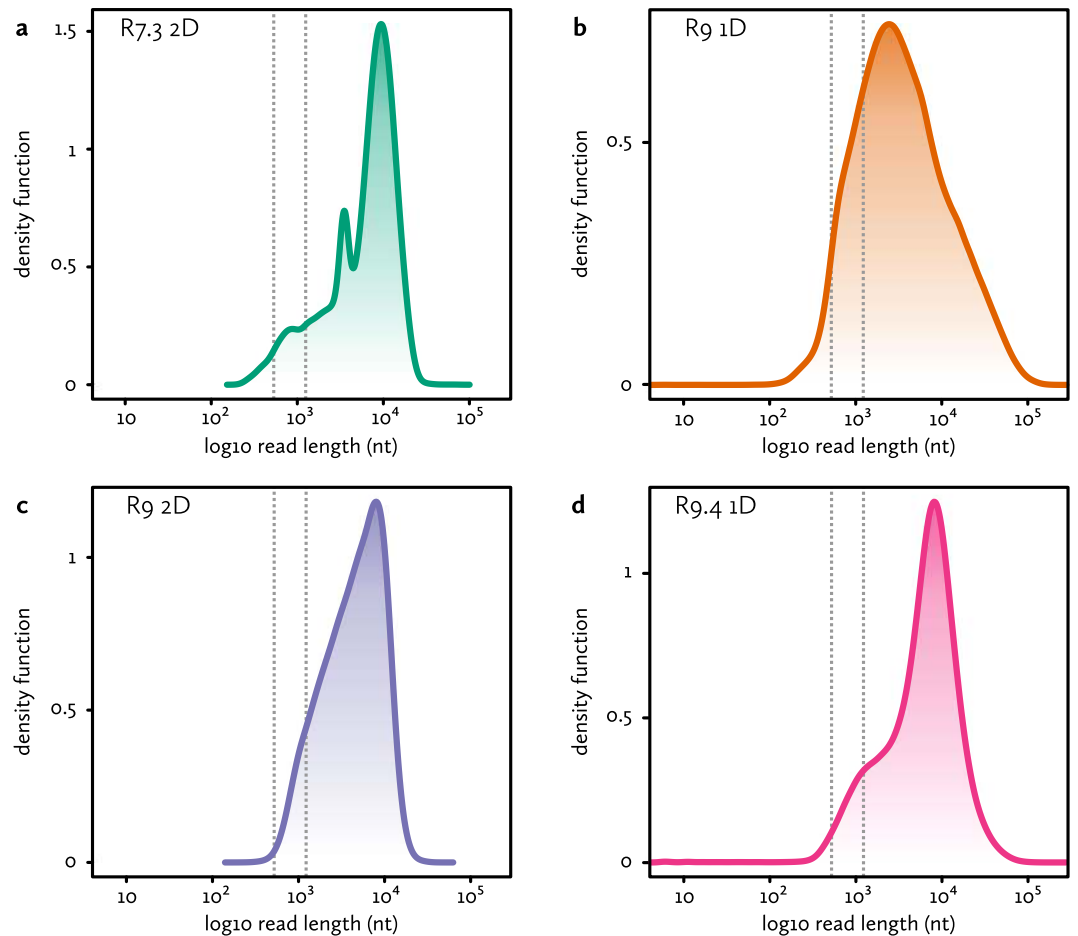 a
R7.3 2D
1.5
1
0.5
0
density function
10
10²
10³
10⁴
10⁵
log10 read length (nt)
b
R9 1D
0.5
0
density function
10
10²
10³
10⁴
10⁵
log10 read length (nt)
c
R9 2D
1
0.5
0
density function
10
10²
10³
10⁴
10⁵
log10 read length (nt)
d
R9.4 1D
1
0.5
0
density function
10
10²
10³
10⁴
10⁵
log10 read length (nt)